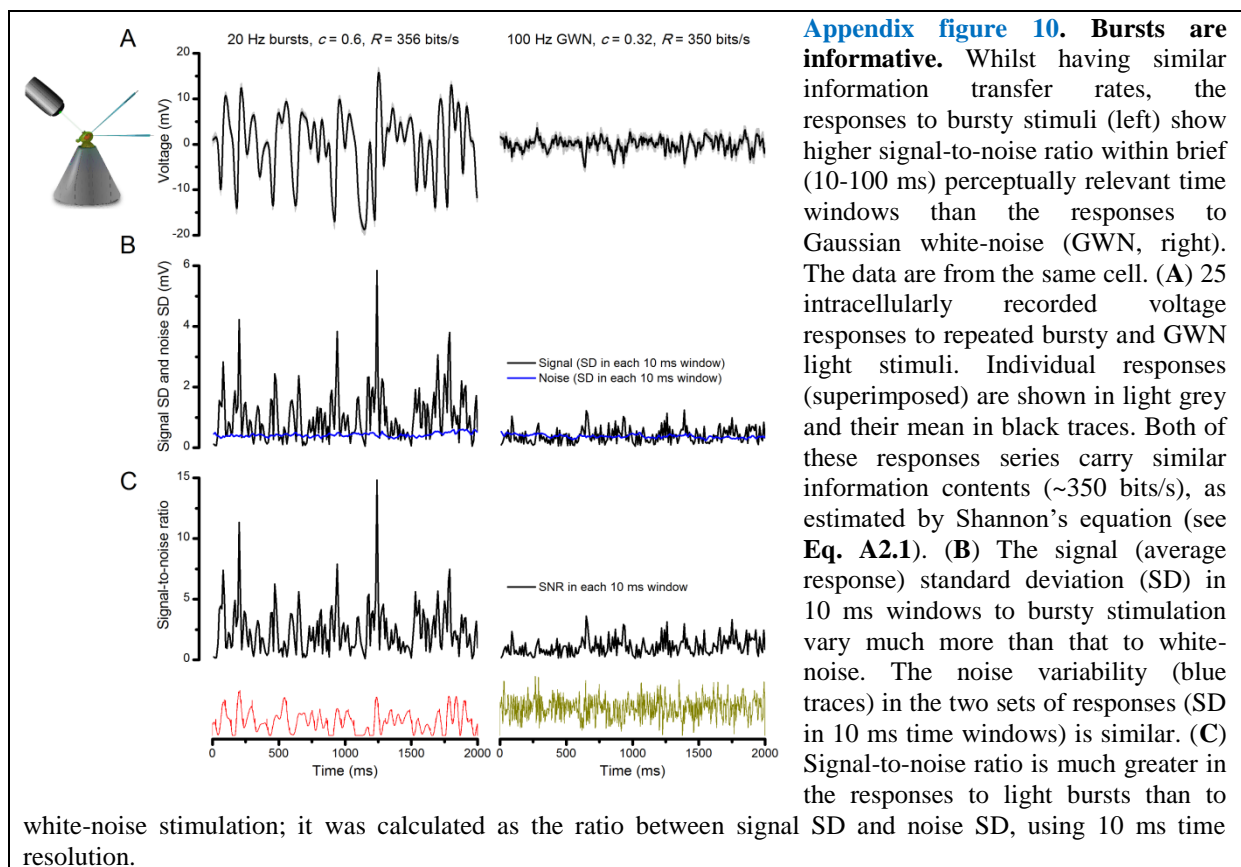 A
20 Hz bursts, c = 0.6, R = 356 bits/s
100 Hz GWN, c = 0.32, R = 350 bits/s
20
10
0
-10
-20
Voltage (mV)
B
6
4
2
0
Signal SD and noise SD (mV)
Signal (SD in each 10 ms window)
Noise (SD in each 10 ms window)
C
15
10
5
0
Signal-to-noise ratio
SNR in each 10 ms window
0 500 1000 1500 2000
Time (ms)
0 500 1000 1500 2000
Time (ms)
Appendix figure 10. Bursts are
informative. Whilst having similar
information transfer rates, the
responses to bursty stimuli (left) show
higher signal-to-noise ratio within brief
(10-100 ms) perceptually relevant time
windows than the responses to
Gaussian white-noise (GWN, right).
The data are from the same cell. (A) 25
intracellularly recorded voltage
responses to repeated bursty and GWN
light stimuli. Individual responses
(superimposed) are shown in light grey
and their mean in black traces. Both of
these responses series carry similar
information contents (~350 bits/s), as
estimated by Shannon’s equation (see
Eq. A2.1). (B) The signal (average
response) standard deviation (SD) in
10 ms windows to bursty stimulation
vary much more than that to white-
noise. The noise variability (blue
traces) in the two sets of responses (SD
in 10 ms time windows) is similar. (C)
Signal-to-noise ratio is much greater in
the responses to light bursts than to
white-noise stimulation; it was calculated as the ratio between signal SD and noise SD, using 10 ms time
resolution.